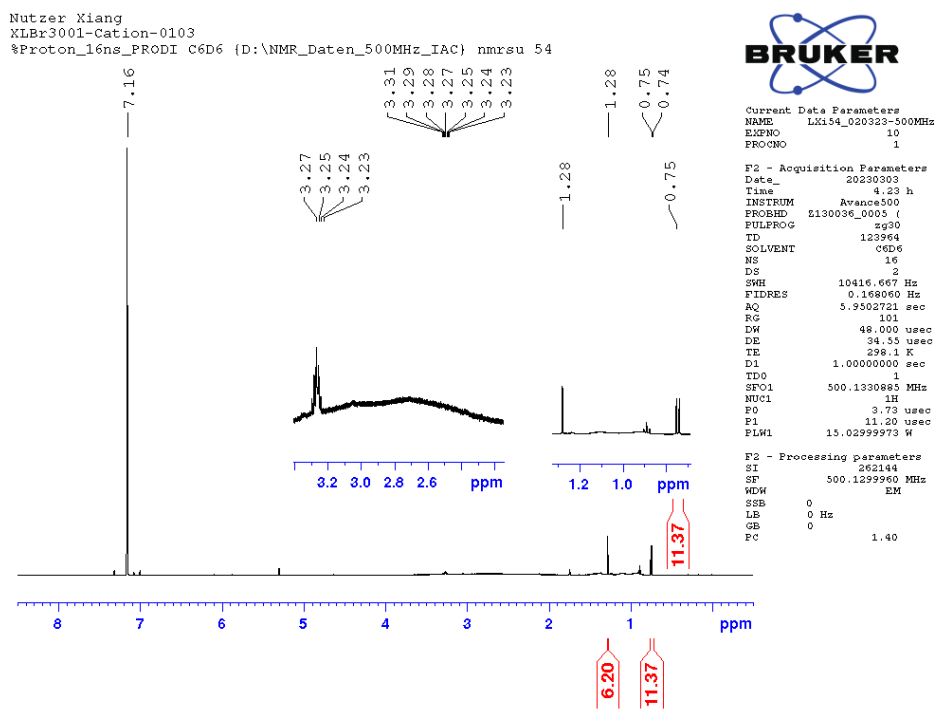 Nutzer Xiang
XLBr3001-Cation-0103
%Proton_16ns_PRODI C6D6 {D:\NMR_Daten_500MHz_IAC} nmrsu 54
7.16
3.31
3.29
3.28
3.27
3.25
3.24
3.23
1.28
0.75
0.74
3.27
3.25
3.24
3.23
1.28
0.75
3.2 3.0 2.8 2.6 ppm
1.2 1.0 ppm
11.37
8 7 6 5 4 3 2 1 ppm
6.20
11.37
BRUKER
Current Data Parameters
NAME LXi54_020323-500MHz
EXPNO 10
PROCNO 1
F2 - Acquisition Parameters
Date_ 20230303
Time 4.23 h
INSTRUM Avance500
PROBHD Z130036_0005 (
PULPROG zg30
TD 123964
SOLVENT C6D6
NS 16
DS 2
SWH 10416.667 Hz
FIDRES 0.168060 Hz
AQ 5.9502721 sec
RG 101
DW 48.000 usec
DE 34.55 usec
TE 298.1 K
D1 1.00000000 sec
TD0 1
SFO1 500.1330885 MHz
NUC1 1H
P0 3.73 usec
P1 11.20 usec
PLW1 15.02999973 W
F2 - Processing parameters
SI 262144
SF 500.1299960 MHz
WDW EM
SSB 0
LB 0 Hz
GB 0
PC 1.40